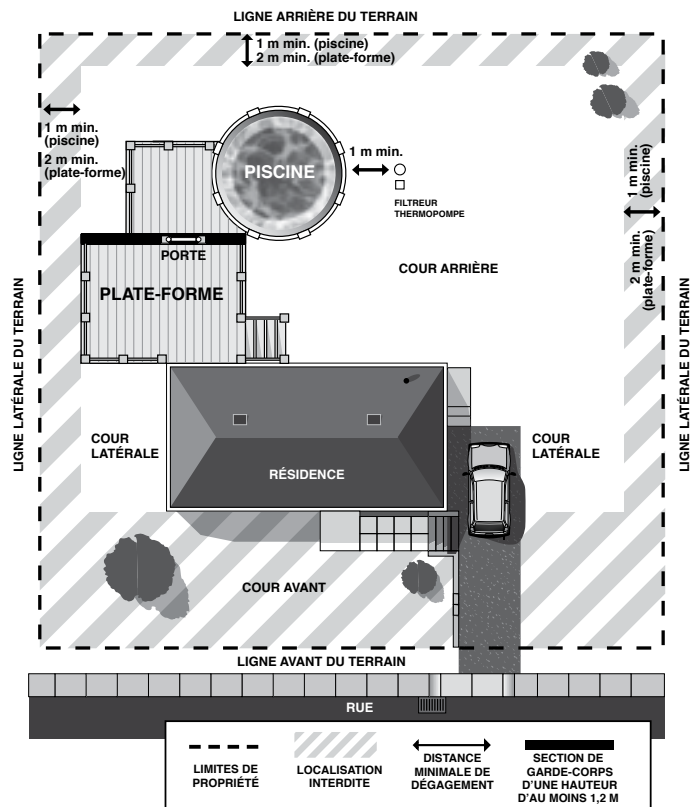 LIGNE ARRIÈRE DU TERRAIN
1 m min. (piscine)
2 m min. (plate-forme)
1 m min.
(piscine)
2 m min.
(plate-forme)
PISCINE
1 m min.
FILTREUR
THERMOPOMPE
1 m min.
(piscine)
2 m min.
(plate-forme)
PORTE
COUR ARRIÈRE
PLATE-FORME
LIGNE LATÉRALE DU TERRAIN
LIGNE LATÉRALE DU TERRAIN
COUR
LATÉRALE
COUR
LATÉRALE
RÉSIDENCE
COUR AVANT
LIGNE AVANT DU TERRAIN
RUE
LIMITES DE
PROPRIÉTÉ
LOCALISATION
INTERDITE
DISTANCE
MINIMALE DE
DÉGAGEMENT
SECTION DE
GARDE-CORPS
D'UNE HAUTEUR
D'AU MOINS 1,2 M